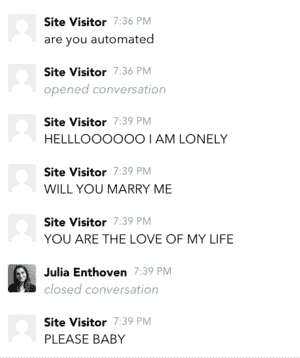 Site Visitor 7:36 PM
are you automated
Site Visitor 7:36 PM
opened conversation
Site Visitor 7:39 PM
HELLLOOOOOO I AM LONELY
Site Visitor 7:39 PM
WILL YOU MARRY ME
Site Visitor 7:39 PM
YOU ARE THE LOVE OF MY LIFE
Julia Enthoven 7:39 PM
closed conversation
Site Visitor 7:39 PM
PLEASE BABY